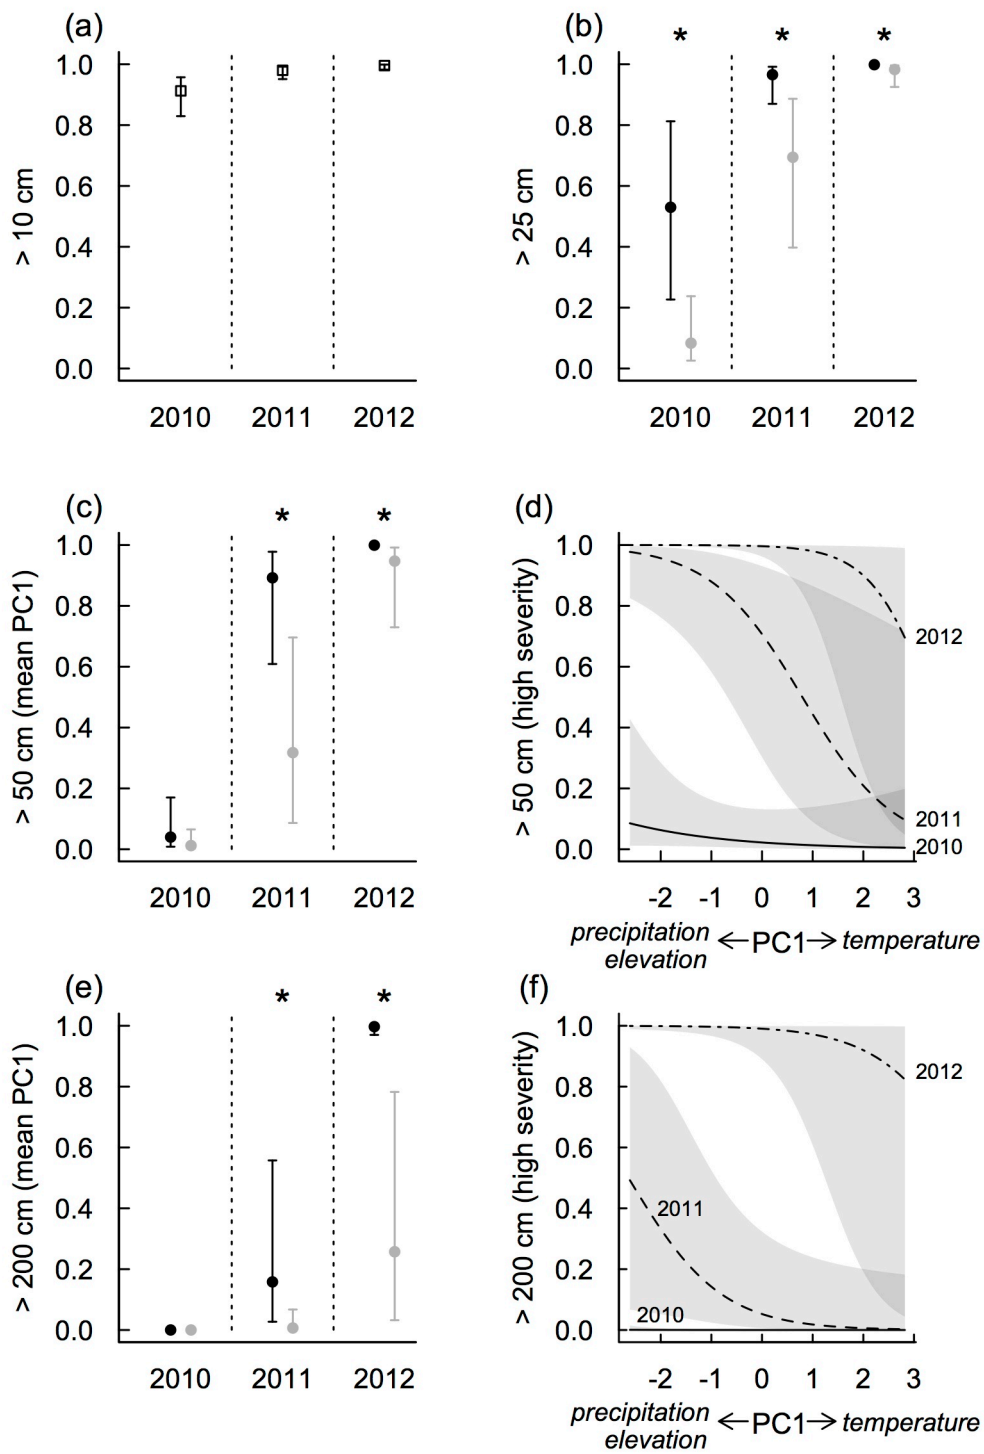 (a)
> 10 cm
1.0
0.8
0.6
0.4
0.2
0.0
2010 2011 2012
(b)
* * *
> 25 cm
1.0
0.8
0.6
0.4
0.2
0.0
2010 2011 2012
(c)
* *
> 50 cm (mean PC1)
1.0
0.8
0.6
0.4
0.2
0.0
2010 2011 2012
(d)
> 50 cm (high severity)
1.0
0.8
0.6
0.4
0.2
0.0
2012
2011
2010
-2 -1 0 1 2 3
precipitation
elevation
←PC1→ temperature
(e)
* *
> 200 cm (mean PC1)
1.0
0.8
0.6
0.4
0.2
0.0
2010 2011 2012
(f)
> 200 cm (high severity)
1.0
0.8
0.6
0.4
0.2
0.0
2012
2011
2010
-2 -1 0 1 2 3
precipitation
elevation
←PC1→ temperature